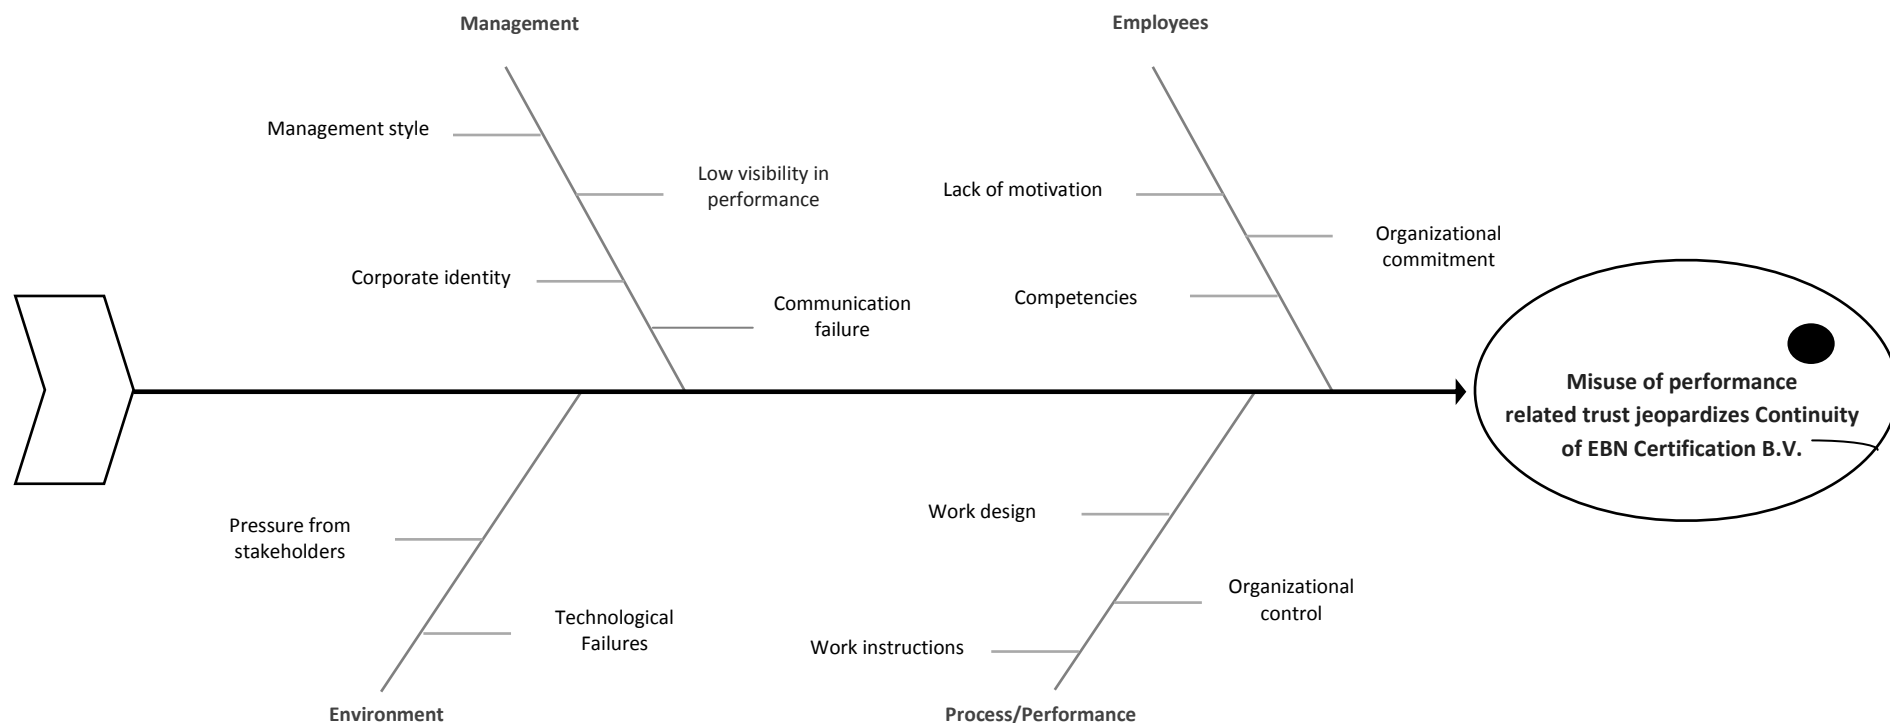 Management
Employees
Management style
Low visibility in
performance
Lack of motivation
Organizational
commitment
Corporate identity
Communication
failure
Competencies
Misuse of performance
related trust jeopardizes Continuity
of EBN Certification B.V.
Pressure from
stakeholders
Work design
Technological
Failures
Organizational
control
Work instructions
Environment
Process/Performance